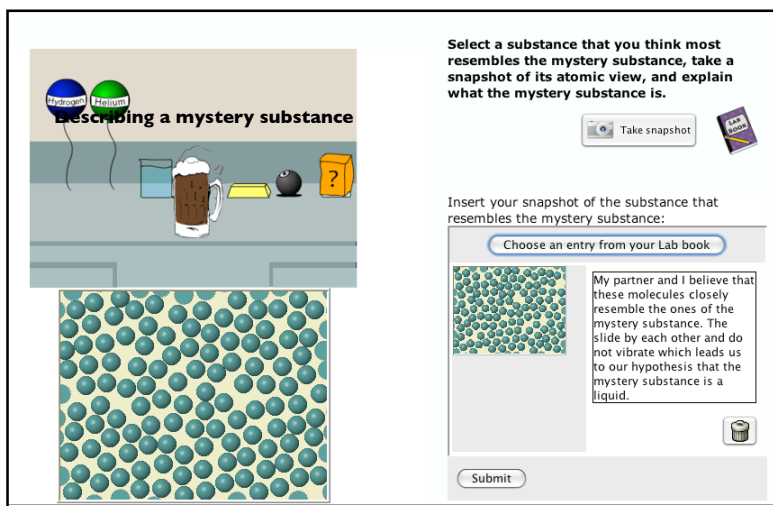 Select a substance that you think most
resembles the mystery substance, take a
snapshot of its atomic view, and explain
what the mystery substance is.
Hydrogen
Helium
Describing a mystery substance
?
Take snapshot
LAB
BOOK
Insert your snapshot of the substance that
resembles the mystery substance:
Choose an entry from your Lab book
My partner and I believe that
these molecules closely
resemble the ones of the
mystery substance. The
slide by each other and do
not vibrate which leads us
to our hypothesis that the
mystery substance is a
liquid.
Submit